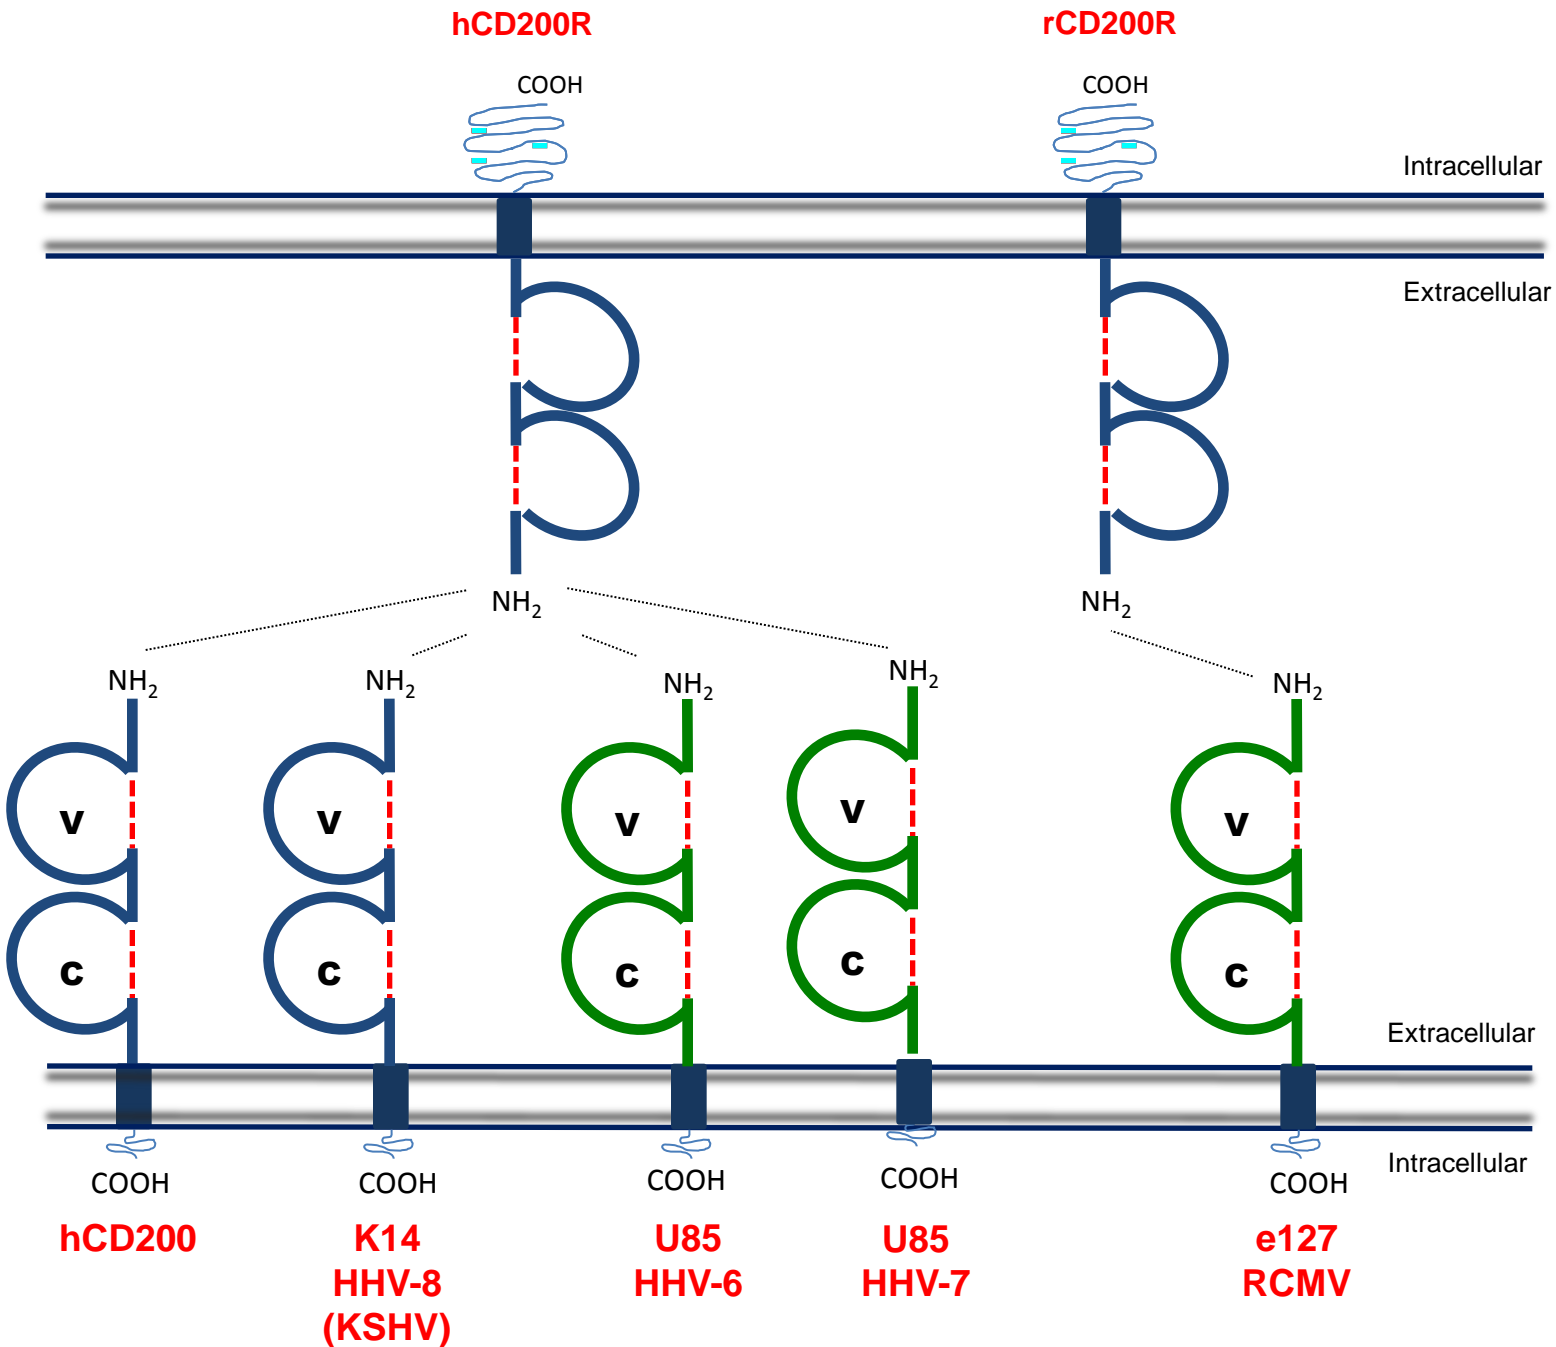 hCD200R
rCD200R
COOH
COOH
Intracellular
Extracellular
NH₂
NH₂
NH₂
NH₂
NH₂
NH₂
NH₂
v
v
v
v
v
c
c
c
c
c
Extracellular
Intracellular
COOH
COOH
COOH
COOH
COOH
hCD200
K14
HHV-8
(KSHV)
U85
HHV-6
U85
HHV-7
e127
RCMV